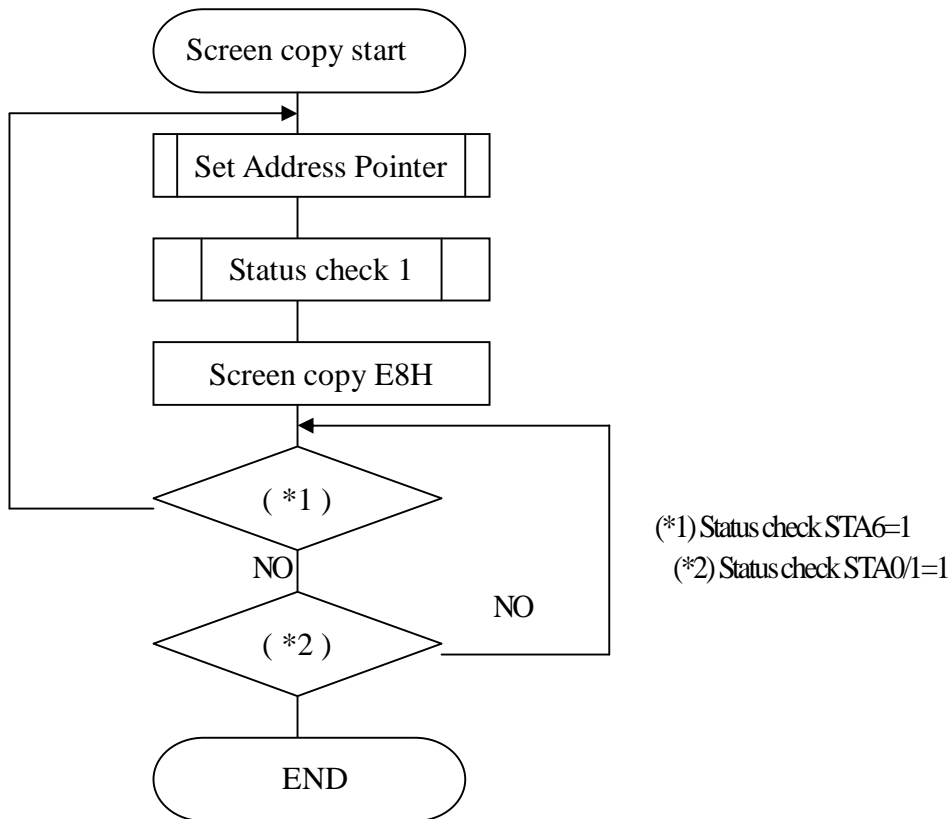 Screen copy start
Set Address Pointer
Status check 1
Screen copy E8H
( *1 )
(*1) Status check STA6=1
(*2) Status check STA0/1=1
NO
NO
( *2 )
END